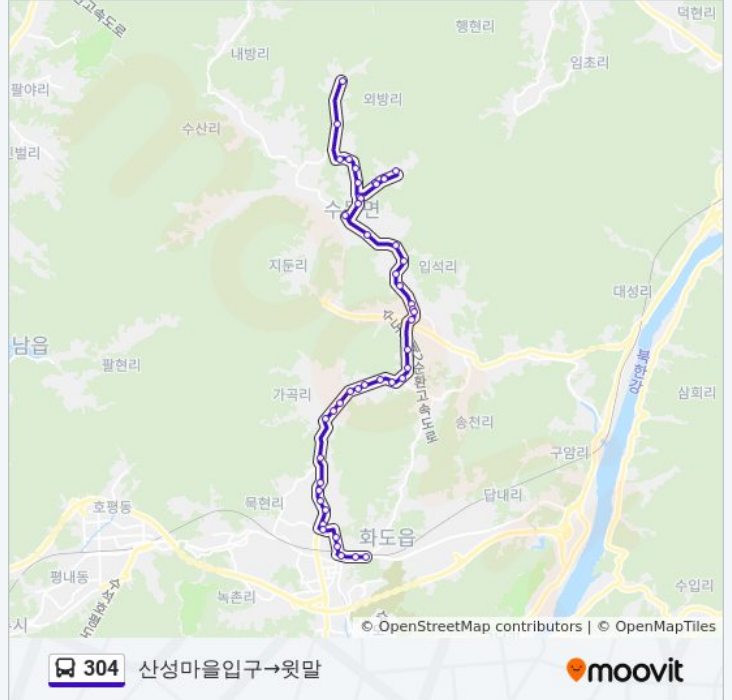 덕현리
행현리
내방리
임초리
팔야리
외방리
수산리
지둔리
입석리
대성리
남읍
북한강
팔현리
가곡리
삼회리
송천리
구암리
묵현리
답내리
호평동
화도읍
평내동
수입리
녹촌리
© OpenStreetMap contributors | © OpenMapTiles
304 산성마을입구→윗말
moovit